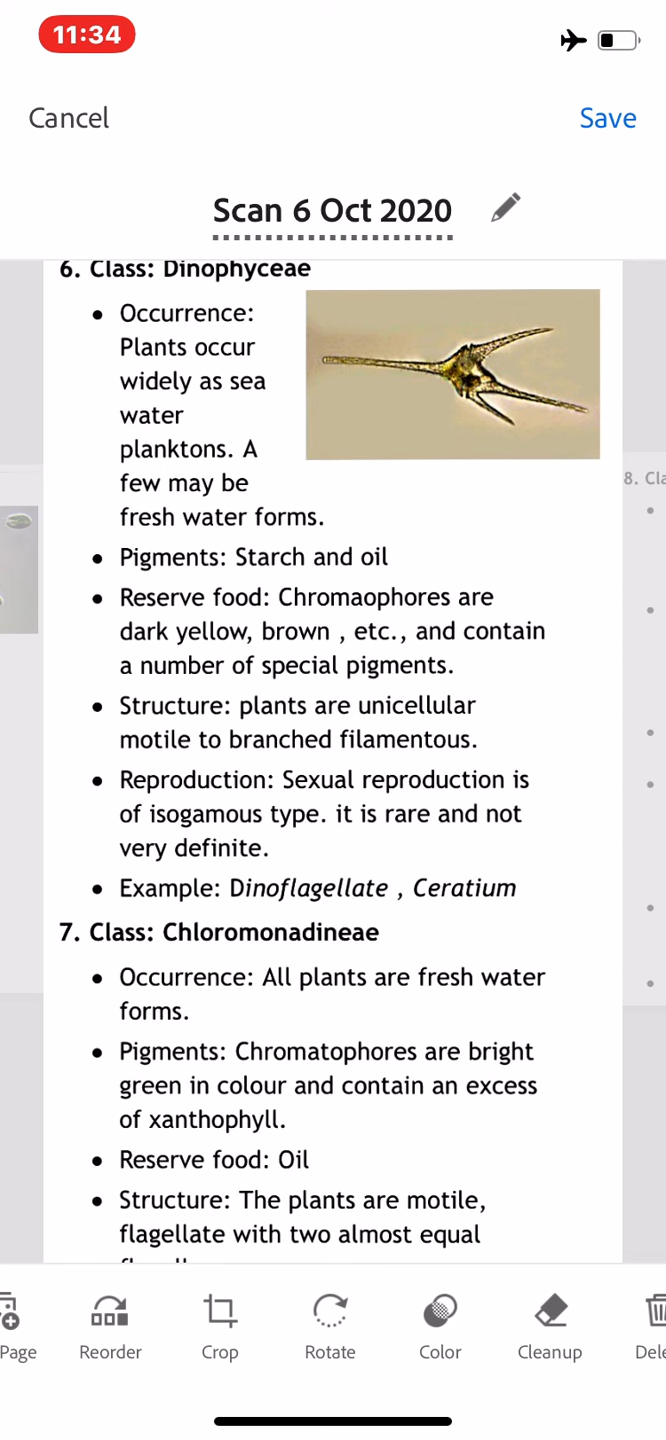 11:34
Cancel
Save
Scan 6 Oct 2020
6. Class: Dinophyceae
• Occurrence:
Plants occur
widely as sea
water
planktons. A
few may be
fresh water forms.
• Pigments: Starch and oil
• Reserve food: Chromaophores are
dark yellow, brown , etc., and contain
a number of special pigments.
• Structure: plants are unicellular
motile to branched filamentous.
• Reproduction: Sexual reproduction is
of isogamous type. it is rare and not
very definite.
• Example: Dinoflagellate , Ceratium
7. Class: Chloromonadineae
• Occurrence: All plants are fresh water
forms.
• Pigments: Chromatophores are bright
green in colour and contain an excess
of xanthophyll.
• Reserve food: Oil
• Structure: The plants are motile,
flagellate with two almost equal
8. Cla
Page
Reorder
Crop
Rotate
Color
Cleanup
Dele